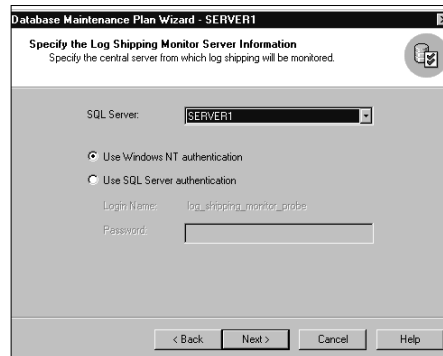 Database Maintenance Plan Wizard - SERVER1
Specify the Log Shipping Monitor Server Information
Specify the central server from which log shipping will be monitored.
SQL Server: SERVER1
Use Windows NT authentication
Use SQL Server authentication
Login Name: log_shipping_monitor_probe
Password:
< Back Next > Cancel Help